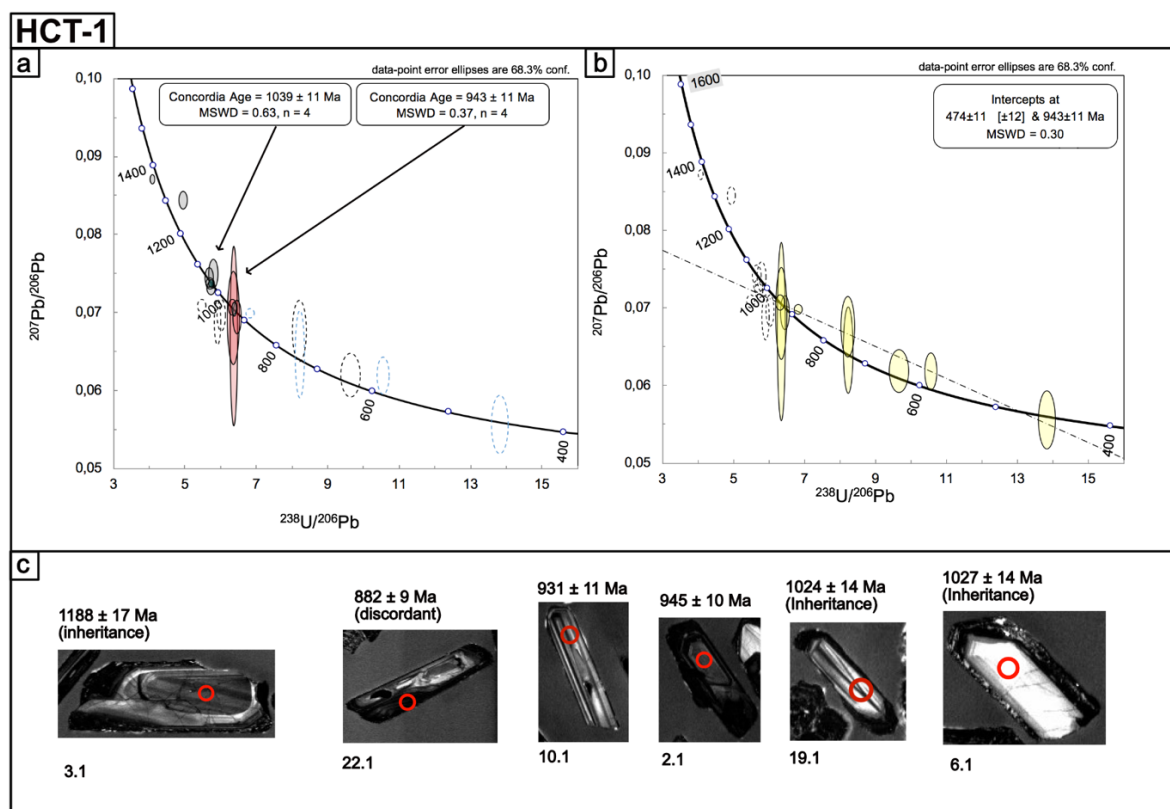 HCT-1
a
data-point error ellipses are 68.3% conf.
0,10
0,09
0,08
0,07
0,06
0,05
207Pb/206Pb
Concordia Age = 1039 ± 11 Ma
MSWD = 0.63, n = 4
Concordia Age = 943 ± 11 Ma
MSWD = 0.37, n = 4
1400
1200
1000
800
600
400
3 5 7 9 11 13 15
238U/206Pb
b
data-point error ellipses are 68.3% conf.
0,10
0,09
0,08
0,07
0,06
0,05
207Pb/206Pb
1600
Intercepts at
474±11 [±12] & 943±11 Ma
MSWD = 0.30
1400
1200
1000
800
600
400
3 5 7 9 11 13 15
238U/206Pb
c
1188 ± 17 Ma
(inheritance)
3.1
882 ± 9 Ma
(discordant)
22.1
931 ± 11 Ma
10.1
945 ± 10 Ma
2.1
1024 ± 14 Ma
(Inheritance)
19.1
1027 ± 14 Ma
(Inheritance)
6.1